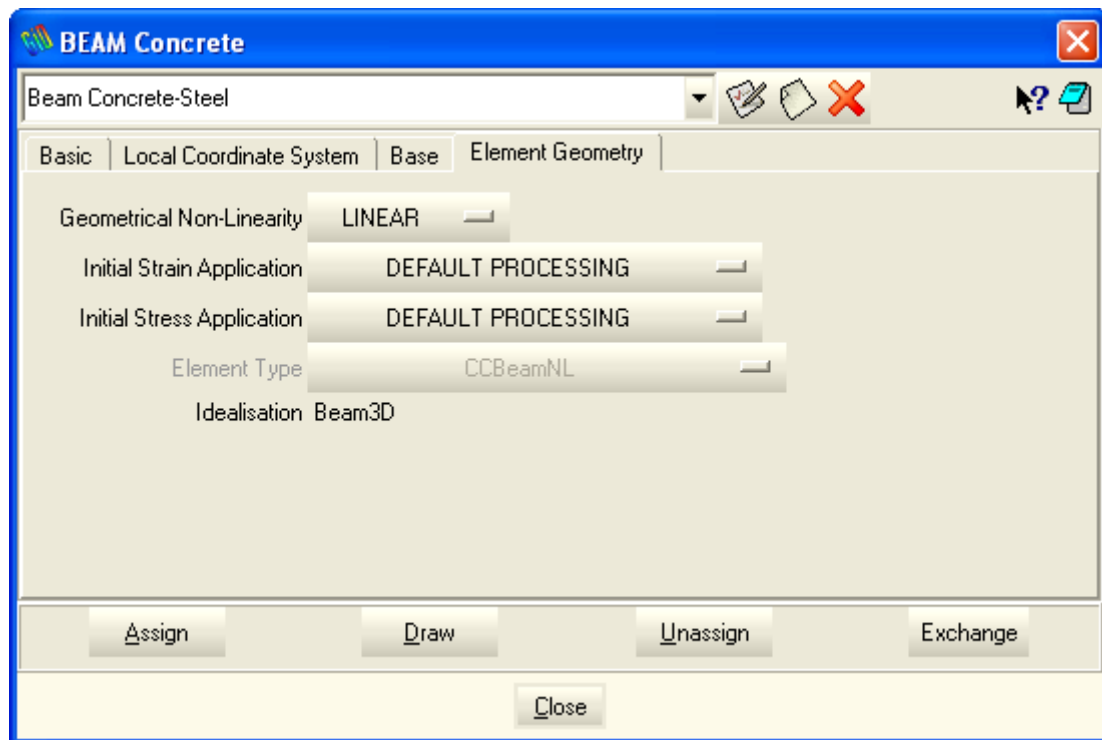 BEAM Concrete
Beam Concrete-Steel
Basic Local Coordinate System Base Element Geometry
Geometrical Non-Linearity LINEAR
Initial Strain Application DEFAULT PROCESSING
Initial Stress Application DEFAULT PROCESSING
Element Type CCBeamNL
Idealisation Beam3D
Assign Draw Unassign Exchange
Close